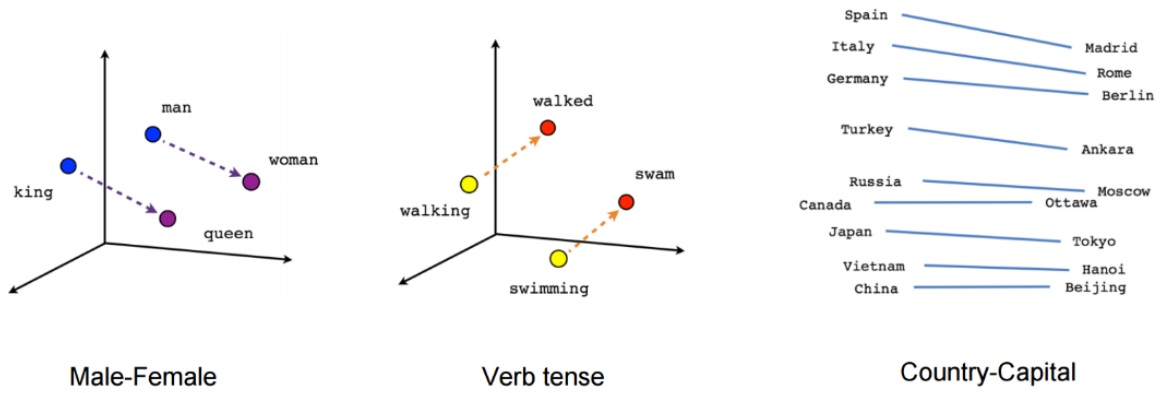 man
woman
king
queen
Male-Female
walked
swam
walking
swimming
Verb tense
Spain
Madrid
Italy
Rome
Germany
Berlin
Turkey
Ankara
Russia
Moscow
Canada
Ottawa
Japan
Tokyo
Vietnam
Hanoi
China
Beijing
Country-Capital